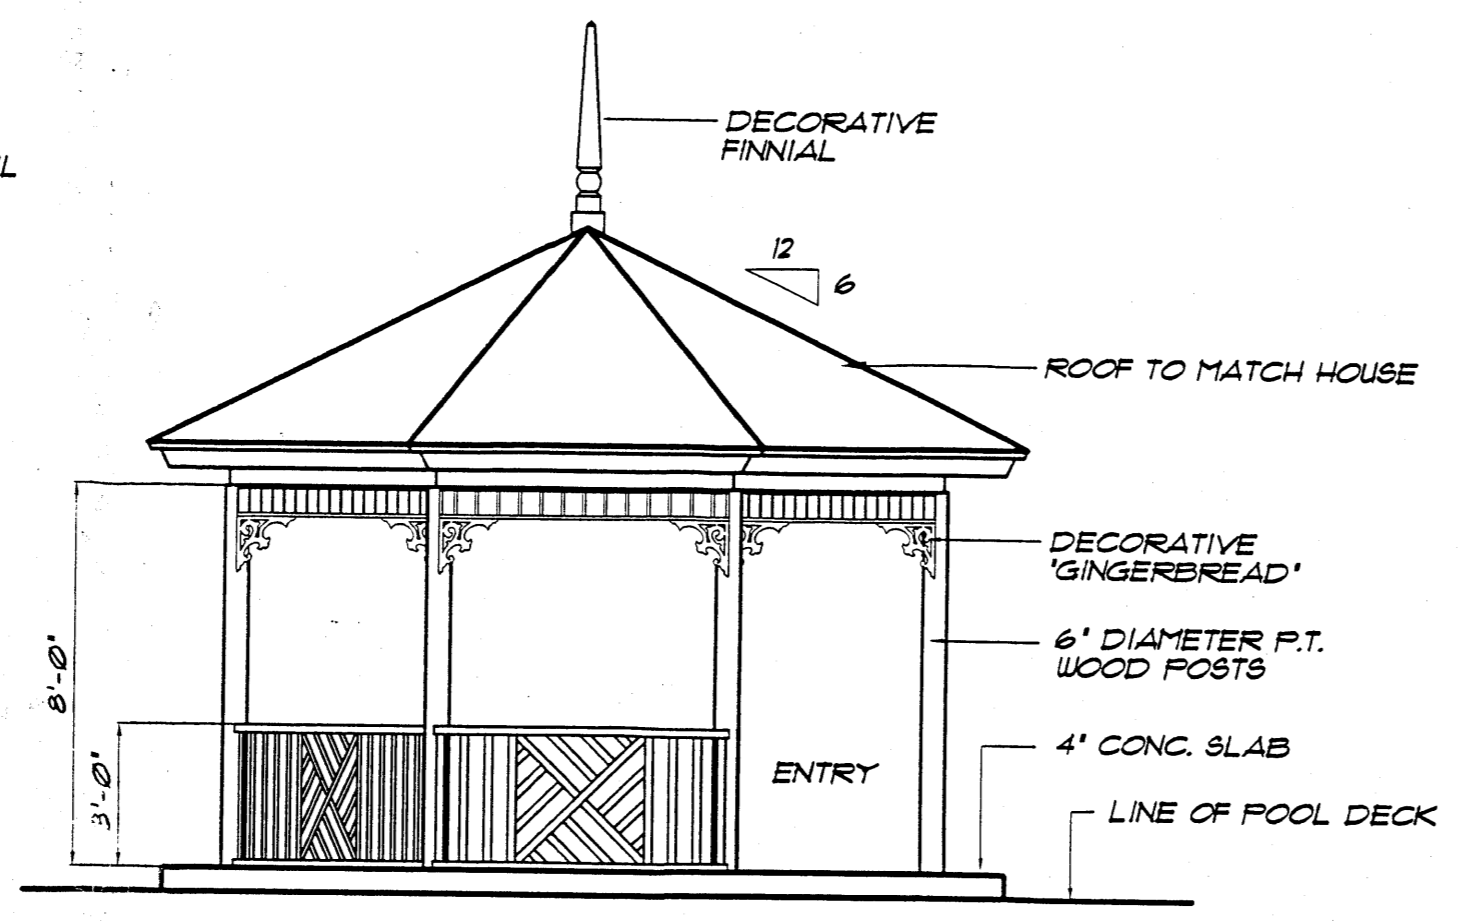 DECORATIVE
FINNIAL
12
6
ROOF TO MATCH HOUSE
DECORATIVE
'GINGERBREAD'
6" DIAMETER P.T.
WOOD POSTS
8'-0"
3'-0"
ENTRY
4" CONC. SLAB
LINE OF POOL DECK